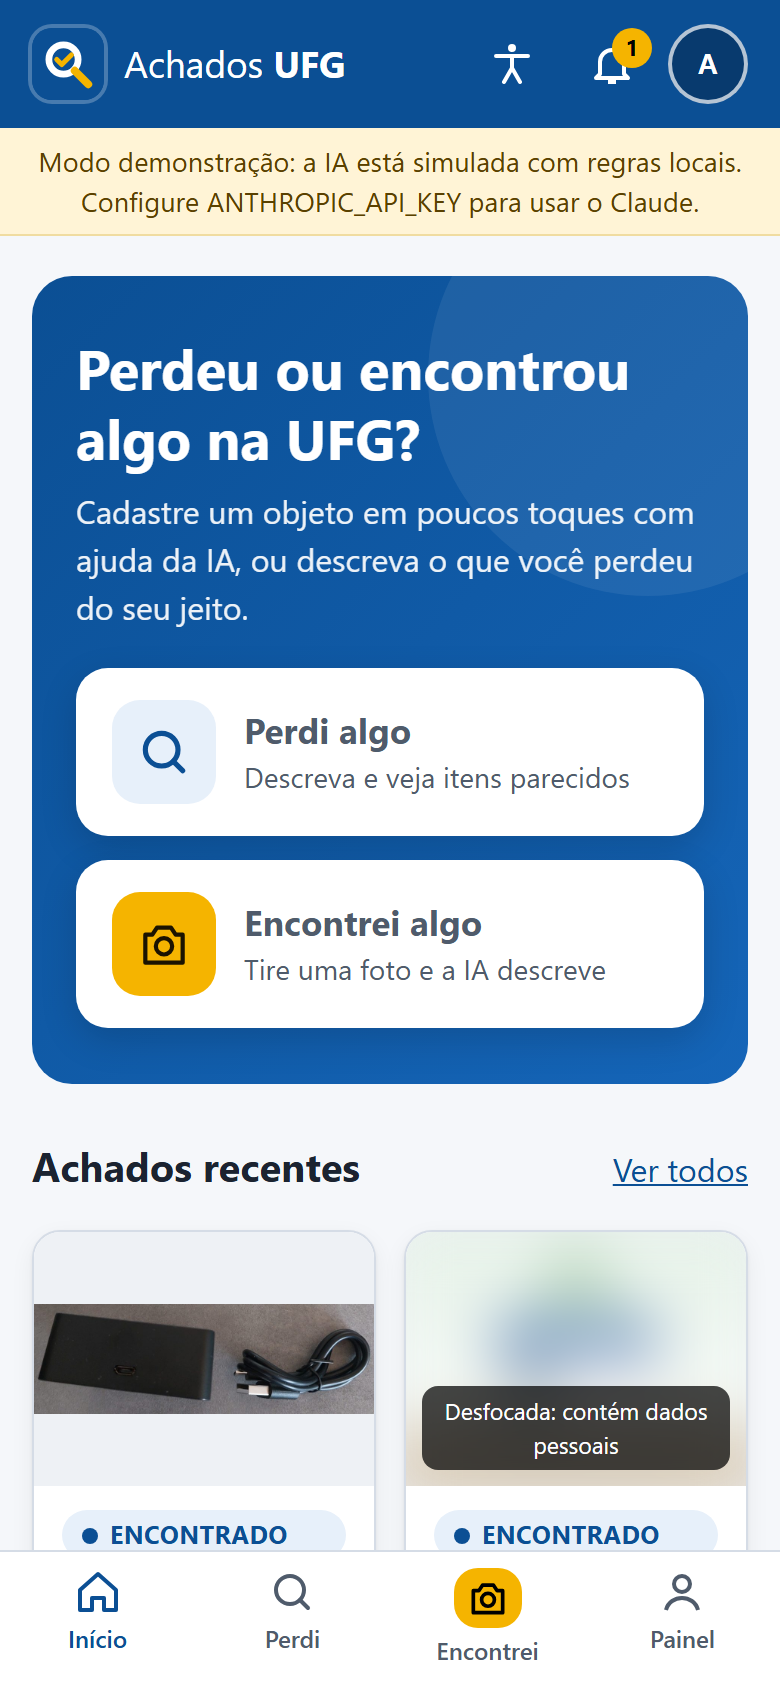 Achados UFG
1
A
Modo demonstração: a IA está simulada com regras locais.
Configure ANTHROPIC_API_KEY para usar o Claude.
Perdeu ou encontrou
algo na UFG?
Cadastre um objeto em poucos toques com
ajuda da IA, ou descreva o que você perdeu
do seu jeito.
Perdi algo
Descreva e veja itens parecidos
Encontrei algo
Tire uma foto e a IA descreve
Achados recentes
Ver todos
Desfocada: contém dados
pessoais
ENCONTRADO
ENCONTRADO
Início
Perdi
Encontrei
Painel